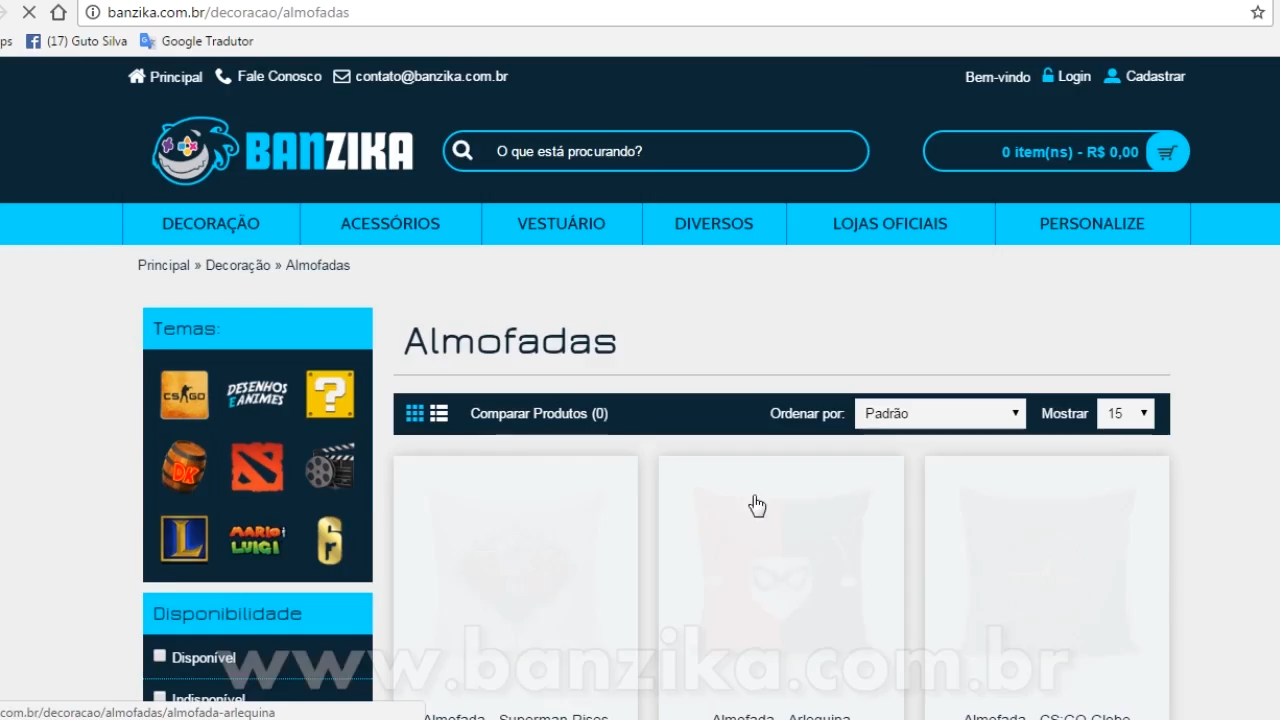 banzika.com.br/decoracao/almofadas
ps (17) Guto Silva Google Tradutor
Principal Fale Conosco contato@banzika.com.br Bem-vindo Login Cadastrar
BANZIKA O que está procurando? 0 item(ns) - R$ 0,00
DECORAÇÃO ACESSÓRIOS VESTUÁRIO DIVERSOS LOJAS OFICIAIS PERSONALIZE
Principal » Decoração » Almofadas
Temas:
Almofadas
CS GO DESENHOS E ANIMES ?
Comparar Produtos (0) Ordenar por: Padrão Mostrar 15
DK
L MARIO LUIGI 6
Disponibilidade
Disponível
www.banzika.com.br
Indisponível
com.br/decoracao/almofadas/almofada-arlequina
Almofada - Superman Rises Almofada - Arlequina Almofada - CS:GO Globe